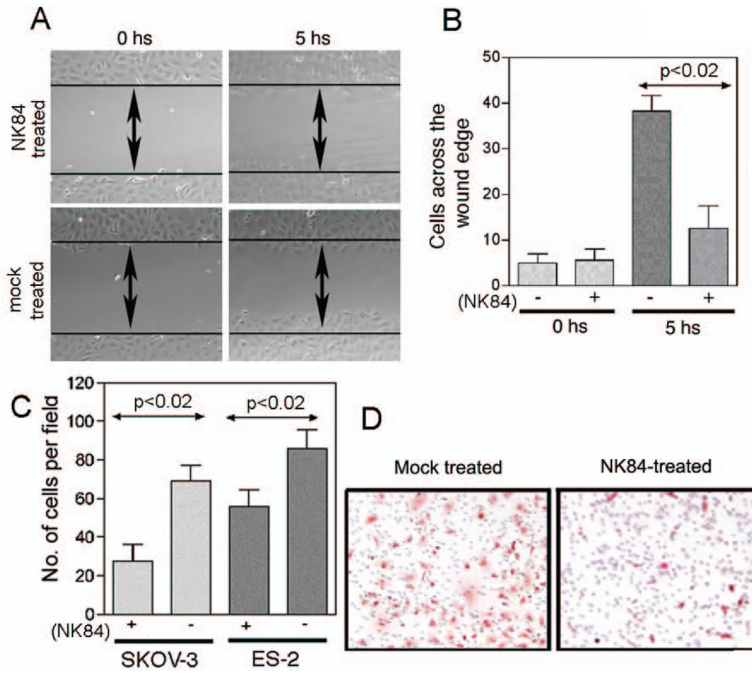 A
0 hs
5 hs
NK84 treated
mock treated
B
Cells across the wound edge
50
40
30
20
10
0
p<0.02
(NK84)
- + - +
0 hs
5 hs
C
No. of cells per field
120
100
80
60
40
20
0
p<0.02
p<0.02
(NK84)
+ - + -
SKOV-3
ES-2
D
Mock treated
NK84-treated